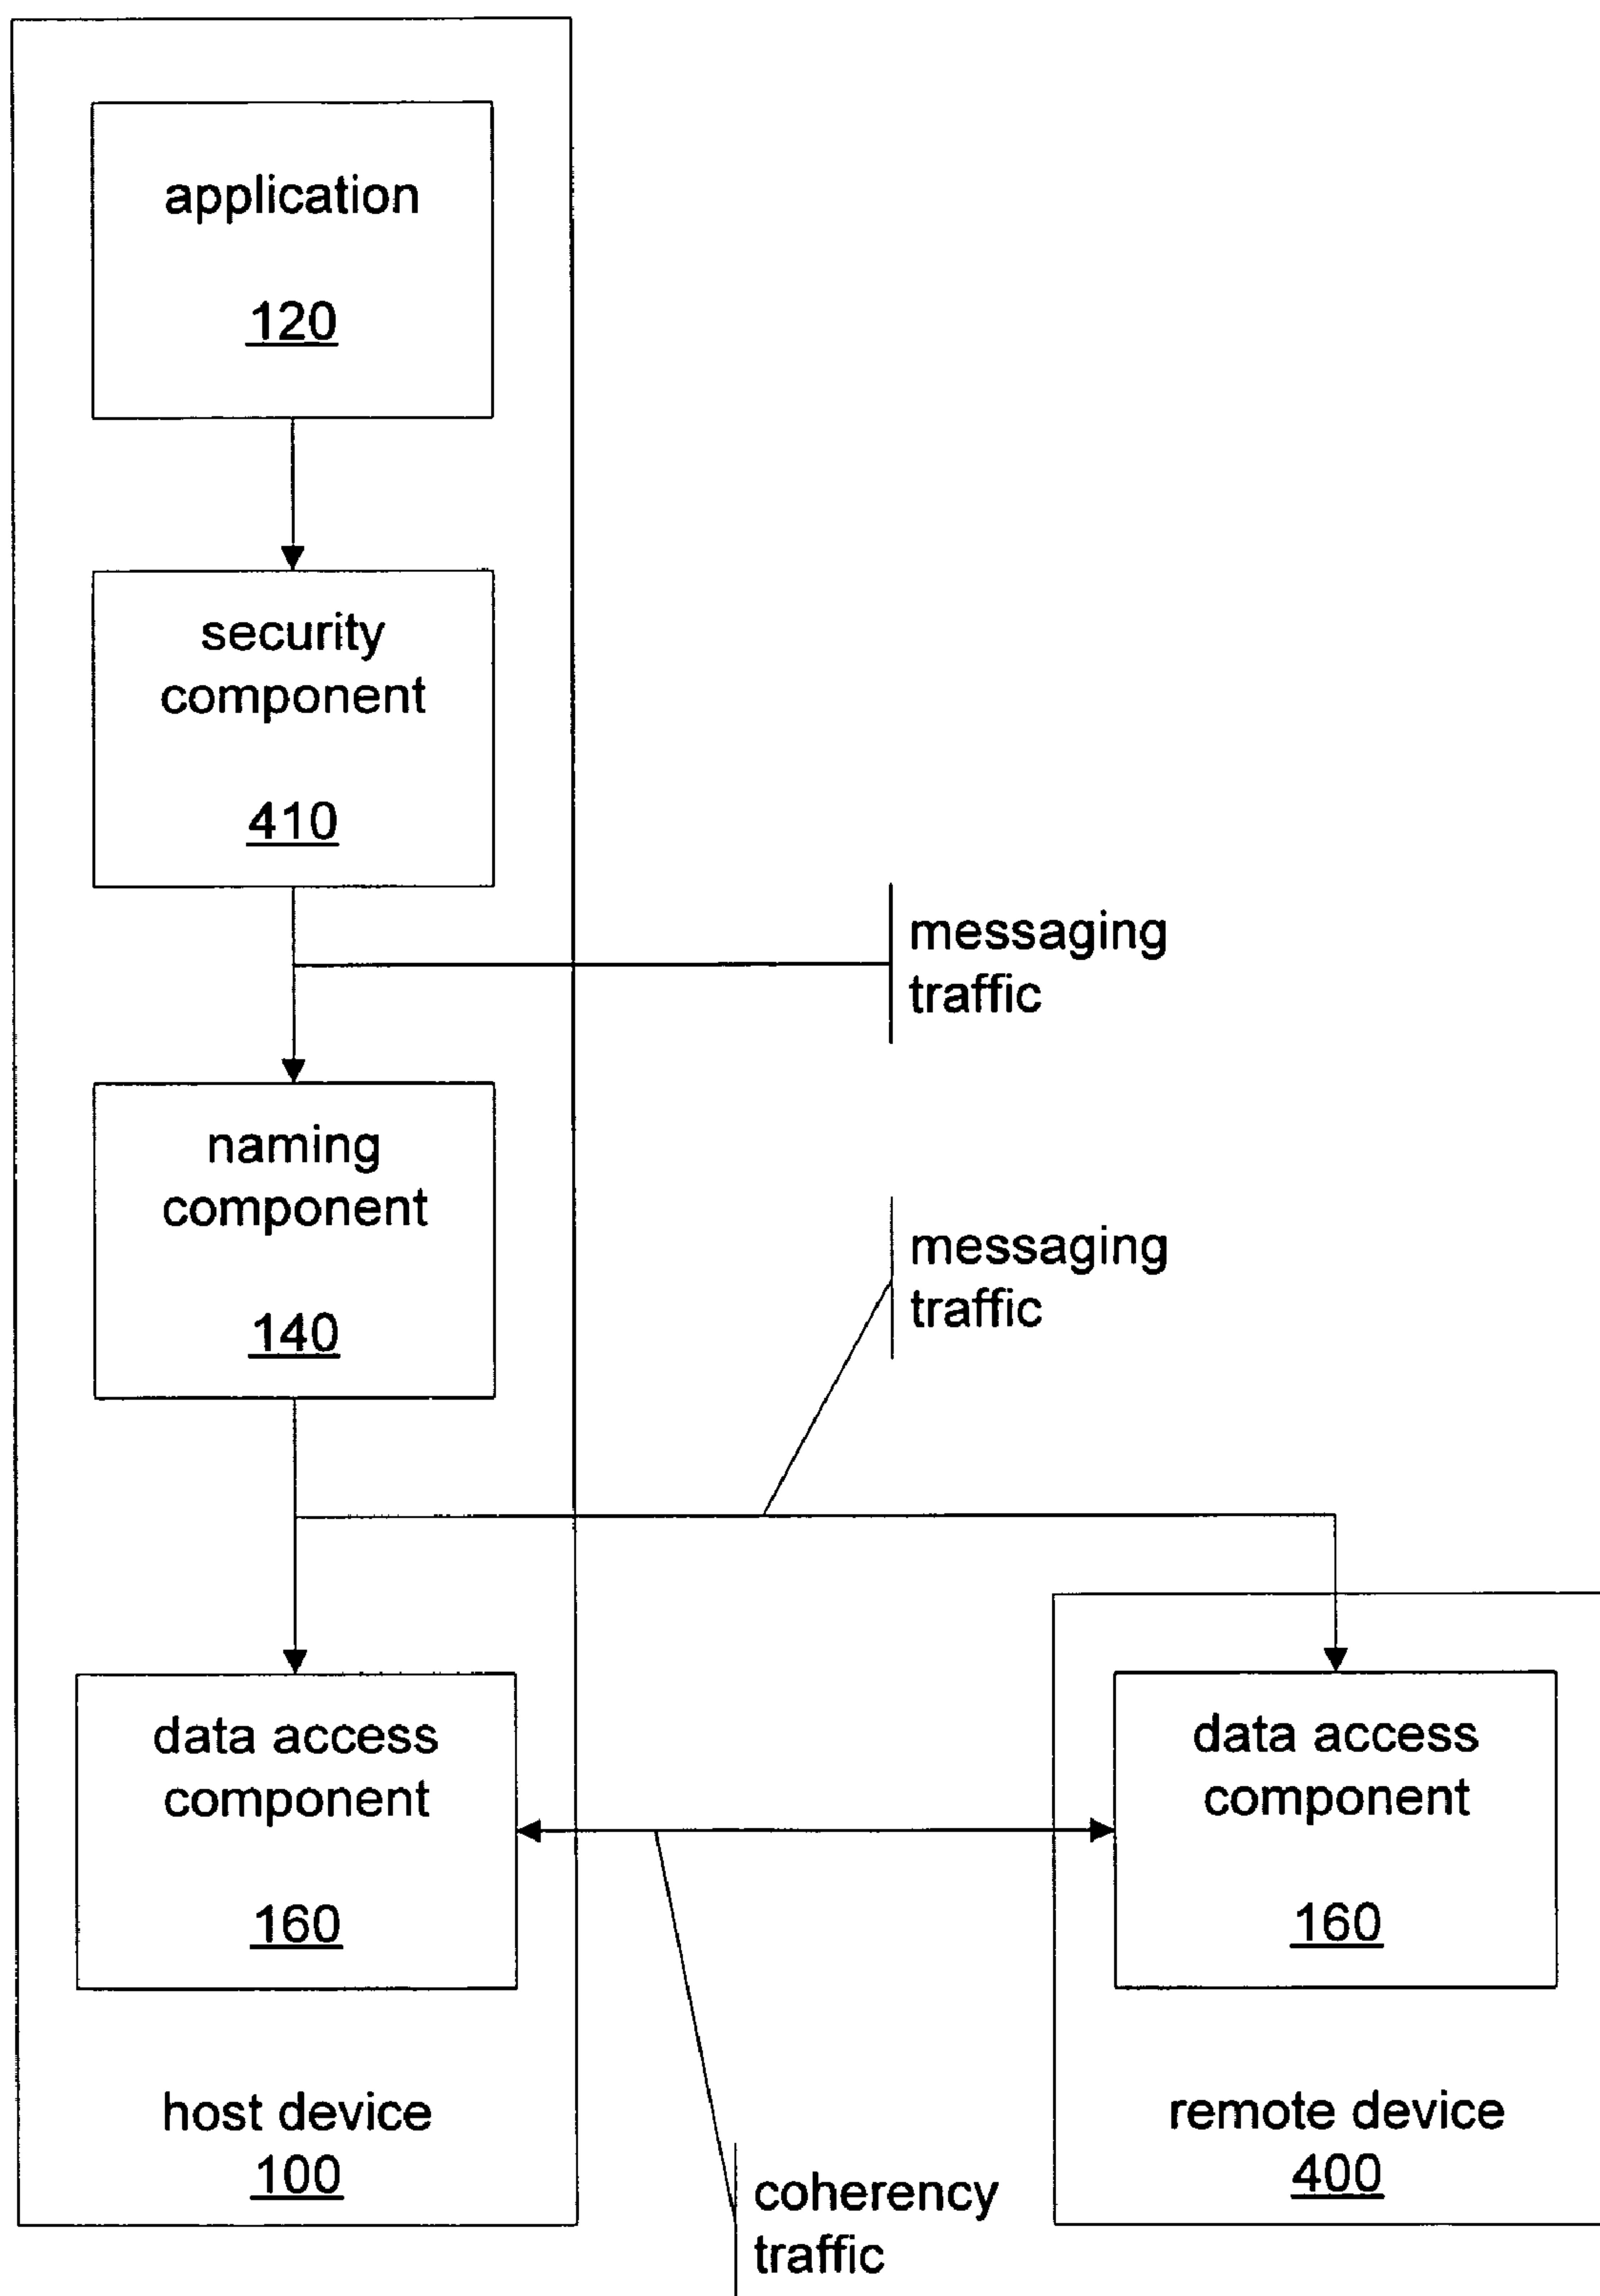 application
120
security
component
410
messaging
traffic
naming
component
140
messaging
traffic
data access
component
160
data access
component
160
host device
100
remote device
400
coherency
traffic